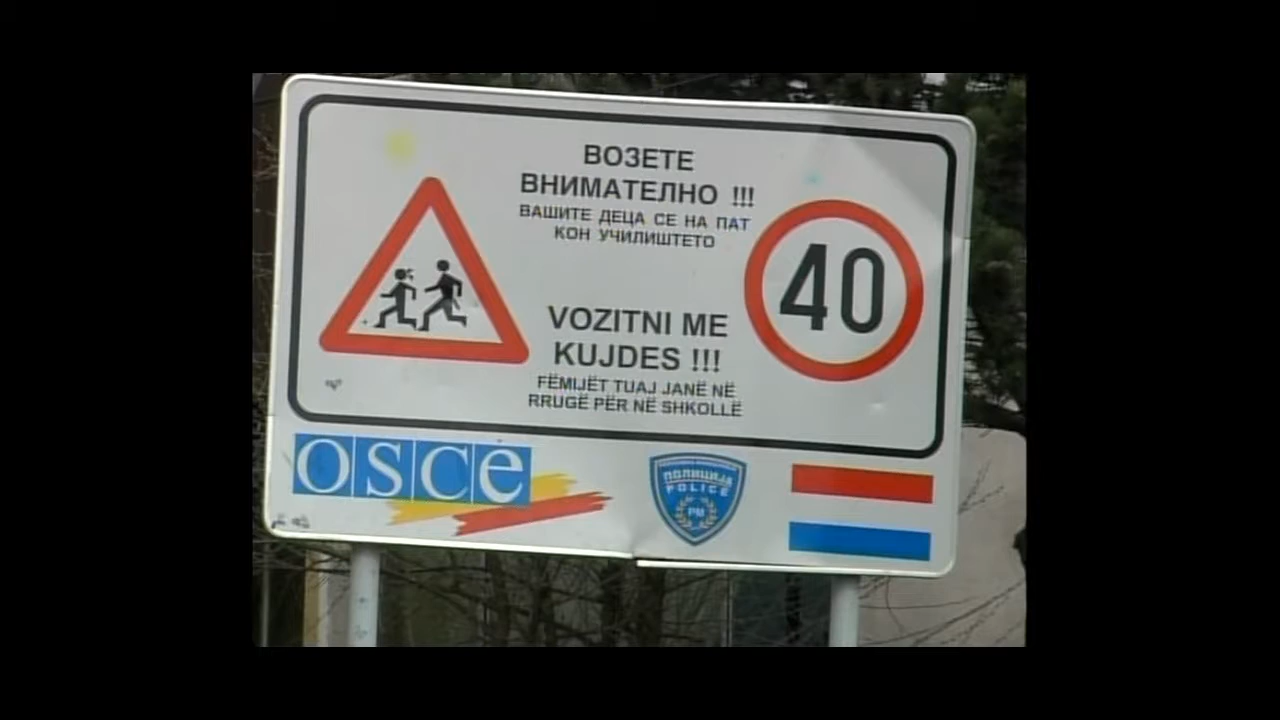 ВОЗЕТЕ
ВНИМАТЕЛНО !!!
ВАШИТЕ ДЕЦА СЕ НА ПАТ
КОН УЧИЛИШТЕТО
40
VOZITNI ME
KUJDES !!!
FËMIJËT TUAJ JANË NË
RRUGË PËR NË SHKOLLË
osce
ПОЛИЦИЈА
POLICE
РМ